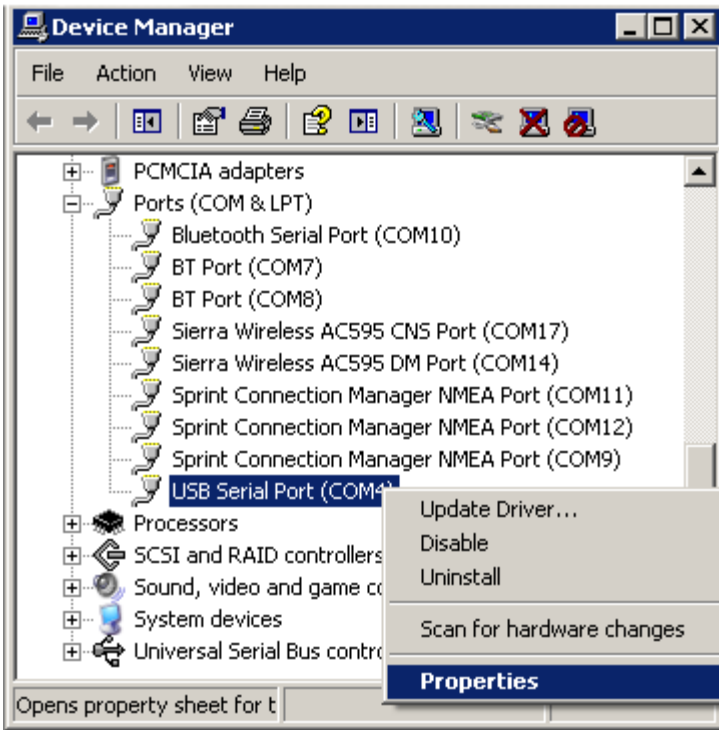 Device Manager
File Action View Help
PCMCIA adapters
Ports (COM & LPT)
Bluetooth Serial Port (COM10)
BT Port (COM7)
BT Port (COM8)
Sierra Wireless AC595 CNS Port (COM17)
Sierra Wireless AC595 DM Port (COM14)
Sprint Connection Manager NMEA Port (COM11)
Sprint Connection Manager NMEA Port (COM12)
Sprint Connection Manager NMEA Port (COM9)
USB Serial Port (COM4)
Processors
SCSI and RAID controllers
Sound, video and game co
System devices
Universal Serial Bus contro
Update Driver...
Disable
Uninstall
Scan for hardware changes
Properties
Opens property sheet for t